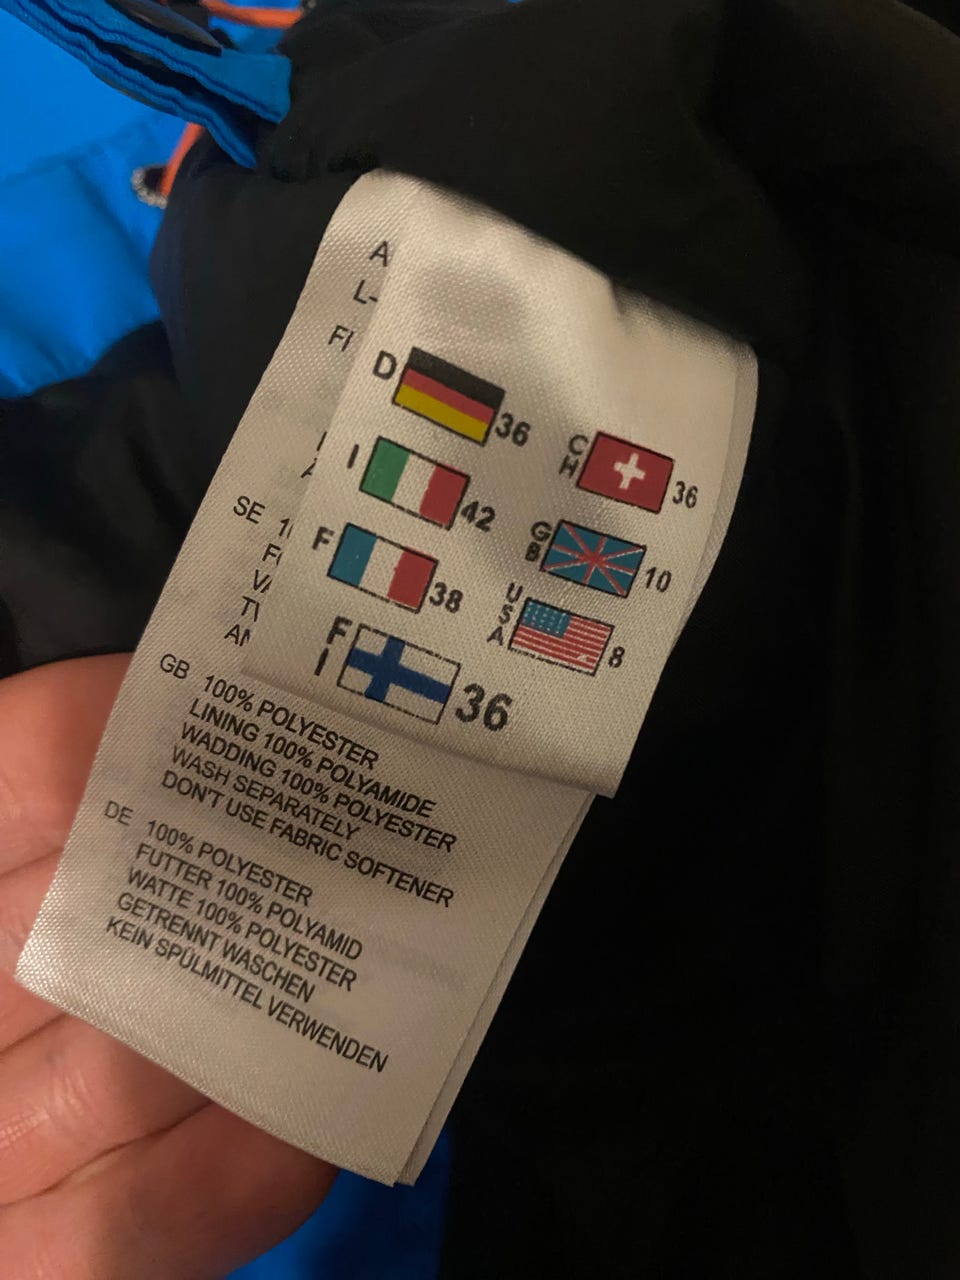 A
L-
FI
D 36
CH 36
I 42
GB 10
F 38
USA 8
FI 36
SE
GB 100% POLYESTER
LINING 100% POLYAMIDE
WADDING 100% POLYESTER
WASH SEPARATELY
DON'T USE FABRIC SOFTENER
DE 100% POLYESTER
FUTTER 100% POLYAMID
WATTE 100% POLYESTER
GETRENNT WASCHEN
KEIN SPÜLMITTEL VERWENDEN